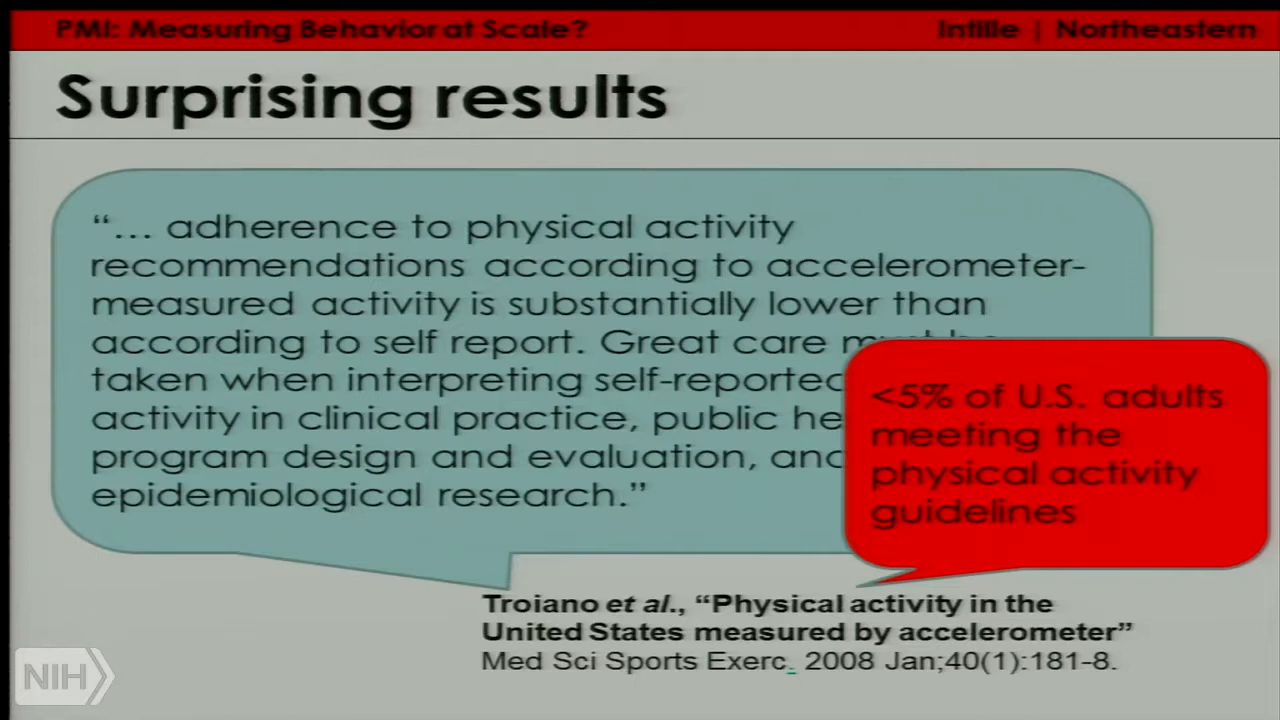 PMI: Measuring Behavior at Scale?
Intille | Northeastern
Surprising results
“… adherence to physical activity
recommendations according to accelerometer-
measured activity is substantially lower than
according to self report. Great care must be
taken when interpreting self-reported
activity in clinical practice, public he
program design and evaluation, and
epidemiological research.”
<5% of U.S. adults
meeting the
physical activity
guidelines
Troiano et al., “Physical activity in the
United States measured by accelerometer”
Med Sci Sports Exerc. 2008 Jan;40(1):181-8.
NIH